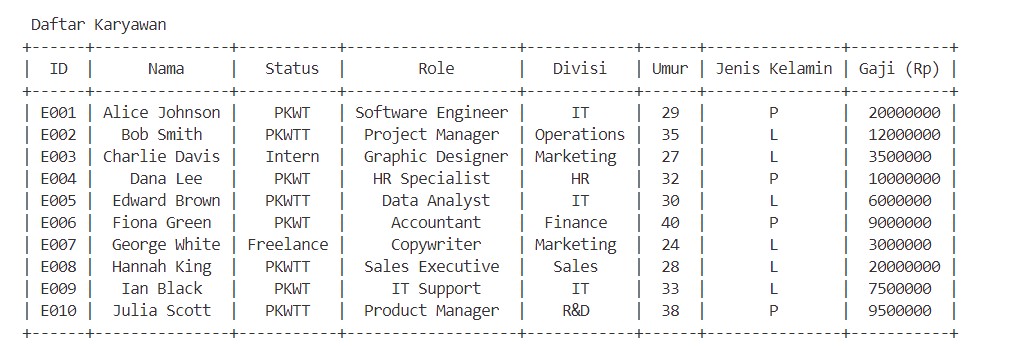 Daftar Karyawan
+------+----------------+-----------+-------------------+------------+------+---------------+-----------+
| ID | Nama | Status | Role | Divisi | Umur | Jenis Kelamin | Gaji (Rp) |
+------+----------------+-----------+-------------------+------------+------+---------------+-----------+
| E001 | Alice Johnson | PKWT | Software Engineer | IT | 29 | P | 20000000 |
| E002 | Bob Smith | PKWTT | Project Manager | Operations | 35 | L | 12000000 |
| E003 | Charlie Davis | Intern | Graphic Designer | Marketing | 27 | L | 3500000 |
| E004 | Dana Lee | PKWT | HR Specialist | HR | 32 | P | 10000000 |
| E005 | Edward Brown | PKWTT | Data Analyst | IT | 30 | L | 6000000 |
| E006 | Fiona Green | PKWT | Accountant | Finance | 40 | P | 9000000 |
| E007 | George White | Freelance | Copywriter | Marketing | 24 | L | 3000000 |
| E008 | Hannah King | PKWTT | Sales Executive | Sales | 28 | L | 20000000 |
| E009 | Ian Black | PKWT | IT Support | IT | 33 | L | 7500000 |
| E010 | Julia Scott | PKWTT | Product Manager | R&D | 38 | P | 9500000 |
+------+----------------+-----------+-------------------+------------+------+---------------+-----------+